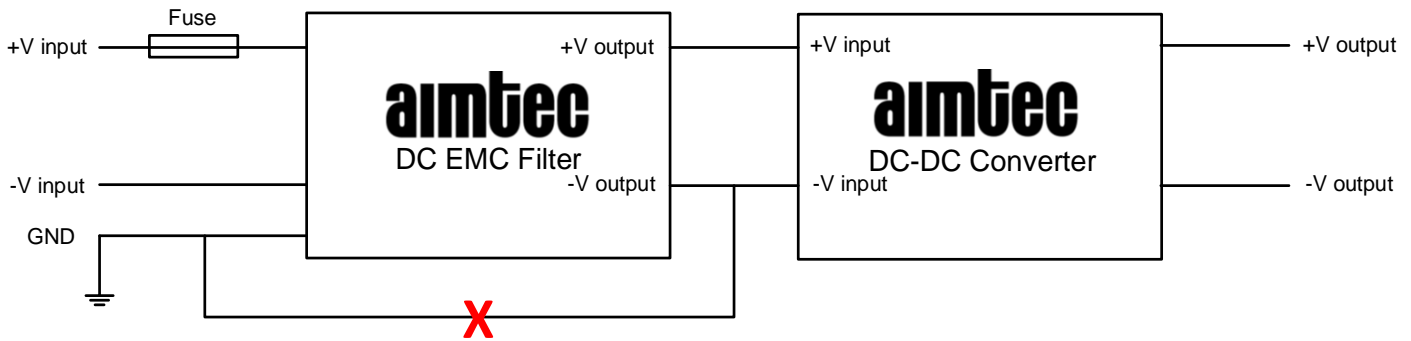 Fuse
+V input
+V output
+V input
+V output
aimtec
aimtec
DC EMC Filter
DC-DC Converter
-V input
-V output
-V input
-V output
GND
X